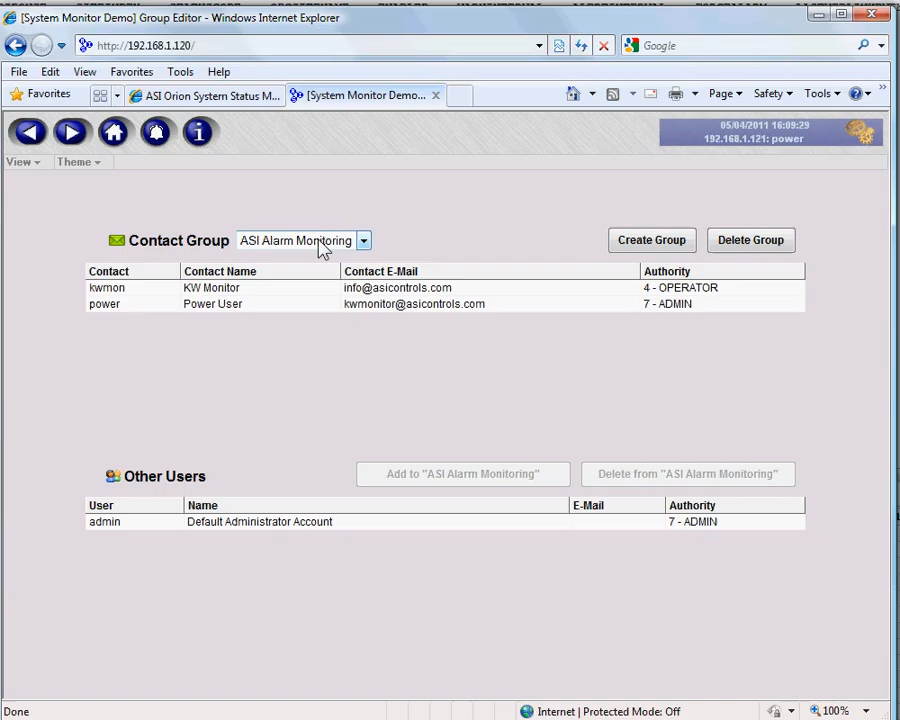 [System Monitor Demo] Group Editor - Windows Internet Explorer
http://192.168.1.120/
Google
File Edit View Favorites Tools Help
Favorites
ASI Orion System Status M...
[System Monitor Demo...
Page Safety Tools
05/04/2011 16:09:29
192.168.1.121: power
View Theme
Contact Group
ASI Alarm Monitoring
Create Group
Delete Group
Contact Contact Name Contact E-Mail Authority
kwmon KW Monitor info@asicontrols.com 4 - OPERATOR
power Power User kwmonitor@asicontrols.com 7 - ADMIN
Other Users
Add to "ASI Alarm Monitoring"
Delete from "ASI Alarm Monitoring"
User Name E-Mail Authority
admin Default Administrator Account 7 - ADMIN
Done
Internet | Protected Mode: Off
100%